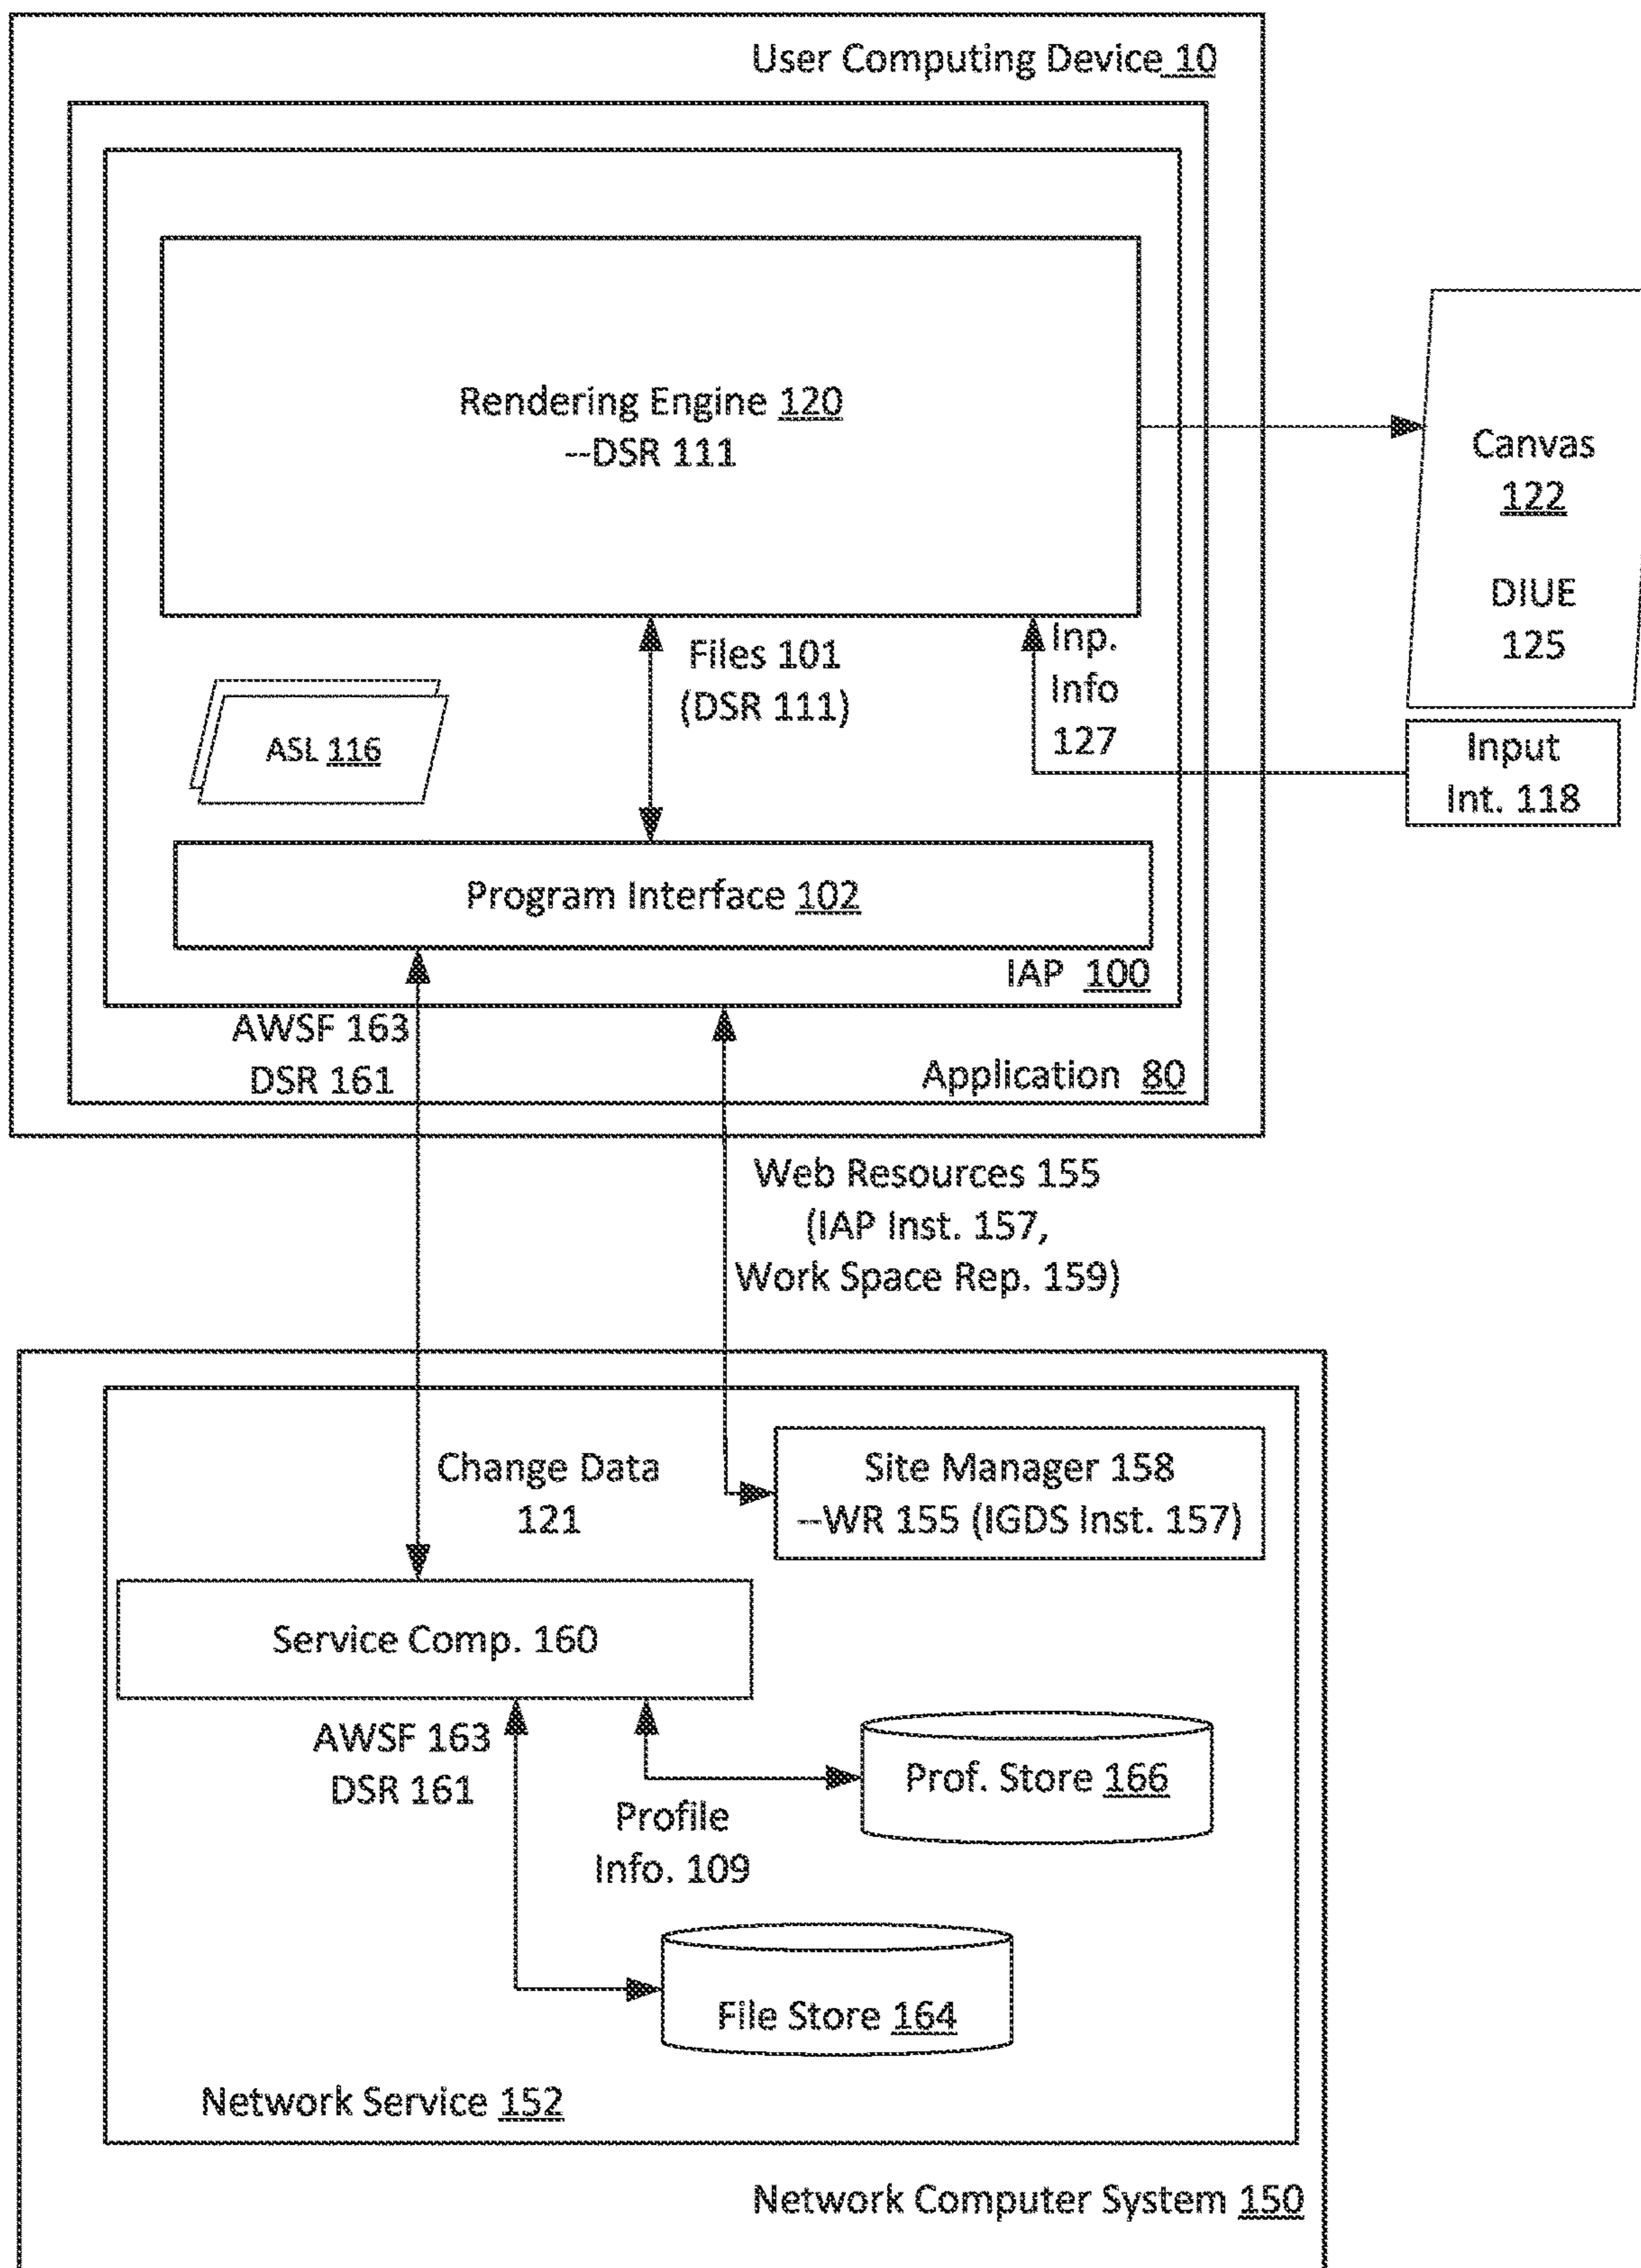 User Computing Device 10
Rendering Engine 120
--DSR 111
Canvas
122
DIUE
125
Files 101
(DSR 111)
Inp.
Info
127
ASL 116
Input
Int. 118
Program Interface 102
IAP 100
AWSF 163
DSR 161
Application 80
Web Resources 155
(IAP Inst. 157,
Work Space Rep. 159)
Change Data
121
Site Manager 158
--WR 155 (IGDS Inst. 157)
Service Comp. 160
AWSF 163
DSR 161
Prof. Store 166
Profile
Info. 109
File Store 164
Network Service 152
Network Computer System 150